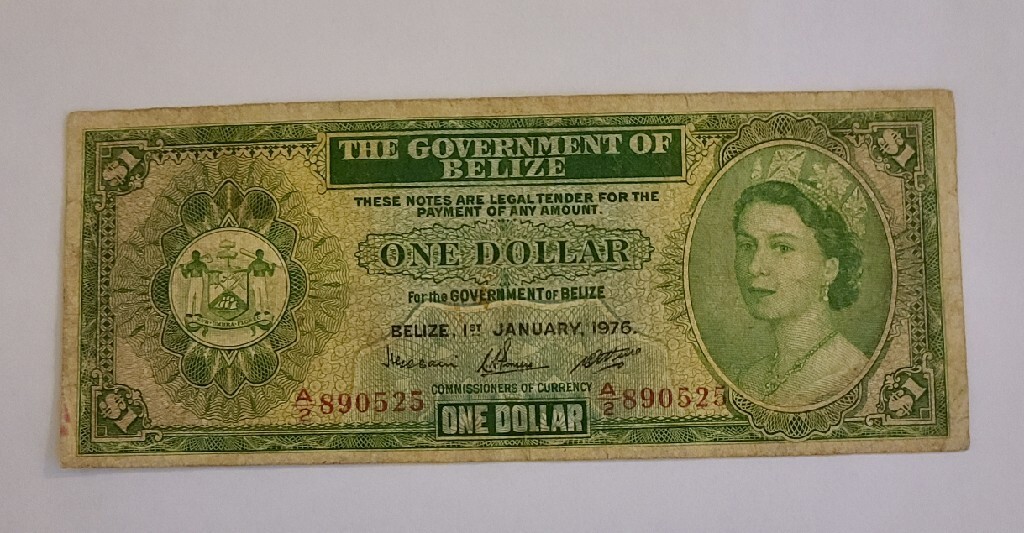 $1
$1
THE GOVERNMENT OF
BELIZE
THESE NOTES ARE LEGAL TENDER FOR THE
PAYMENT OF ANY AMOUNT.
ONE DOLLAR
For the GOVERNMENT OF BELIZE
BELIZE, 1ST JANUARY, 1976.
COMMISSIONERS OF CURRENCY
A/2 890525
A/2 890525
ONE DOLLAR
$1
$1